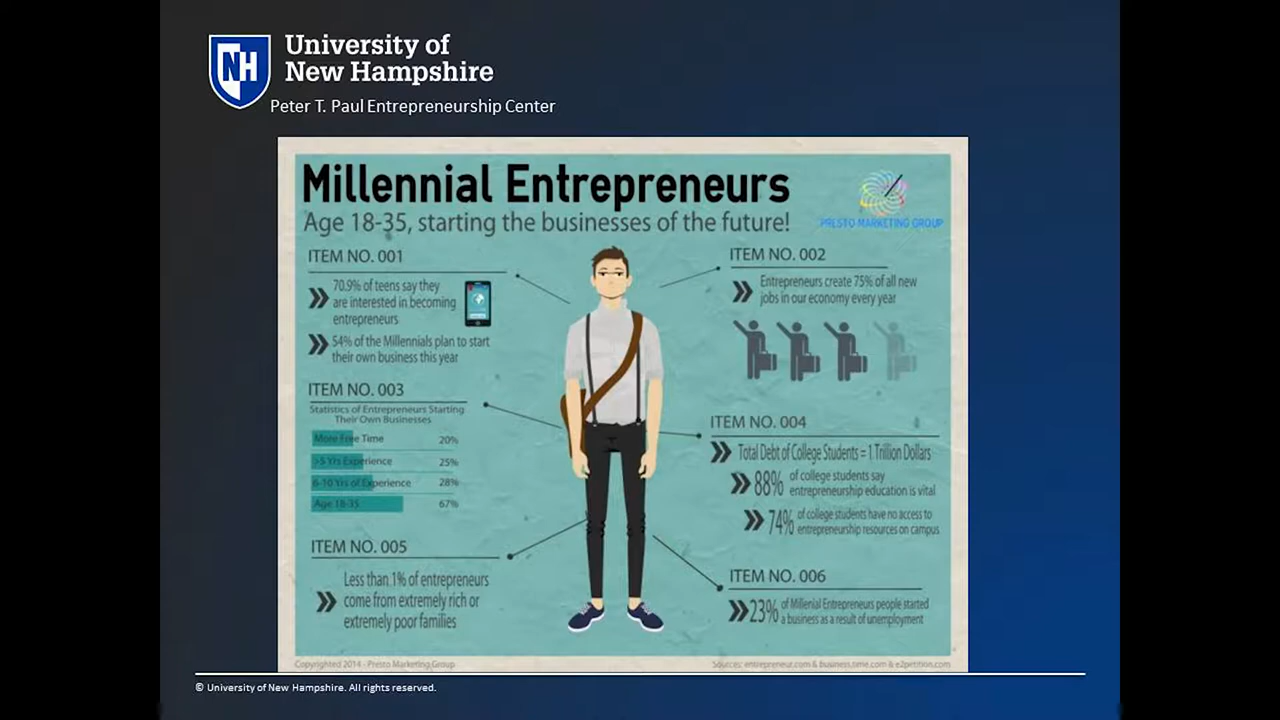 University of
New Hampshire
Peter T. Paul Entrepreneurship Center
Millennial Entrepreneurs
Age 18-35, starting the businesses of the future!
PRESTO MARKETING GROUP
ITEM NO. 001
70.9% of teens say they
are interested in becoming
entrepreneurs
54% of the Millennials plan to start
their own business this year
ITEM NO. 002
Entrepreneurs create 75% of all new
jobs in our economy every year
ITEM NO. 003
Statistics of Entrepreneurs Starting
Their Own Businesses
More Free Time 20%
>5 Yrs Experience 25%
6-10 Yrs of Experience 28%
Age 18-35 67%
ITEM NO. 004
Total Debt of College Students = 1 Trillion Dollars
88% of college students say
entrepreneurship education is vital
74% of college students have no access to
entrepreneurship resources on campus
ITEM NO. 005
Less than 1% of entrepreneurs
come from extremely rich or
extremely poor families
ITEM NO. 006
23% of Millenial Entrepreneurs people started
a business as a result of unemployment
Copyrighted 2014 - Presto Marketing Group
Sources: entrepreneur.com & business.time.com & e2petition.com
© University of New Hampshire. All rights reserved.